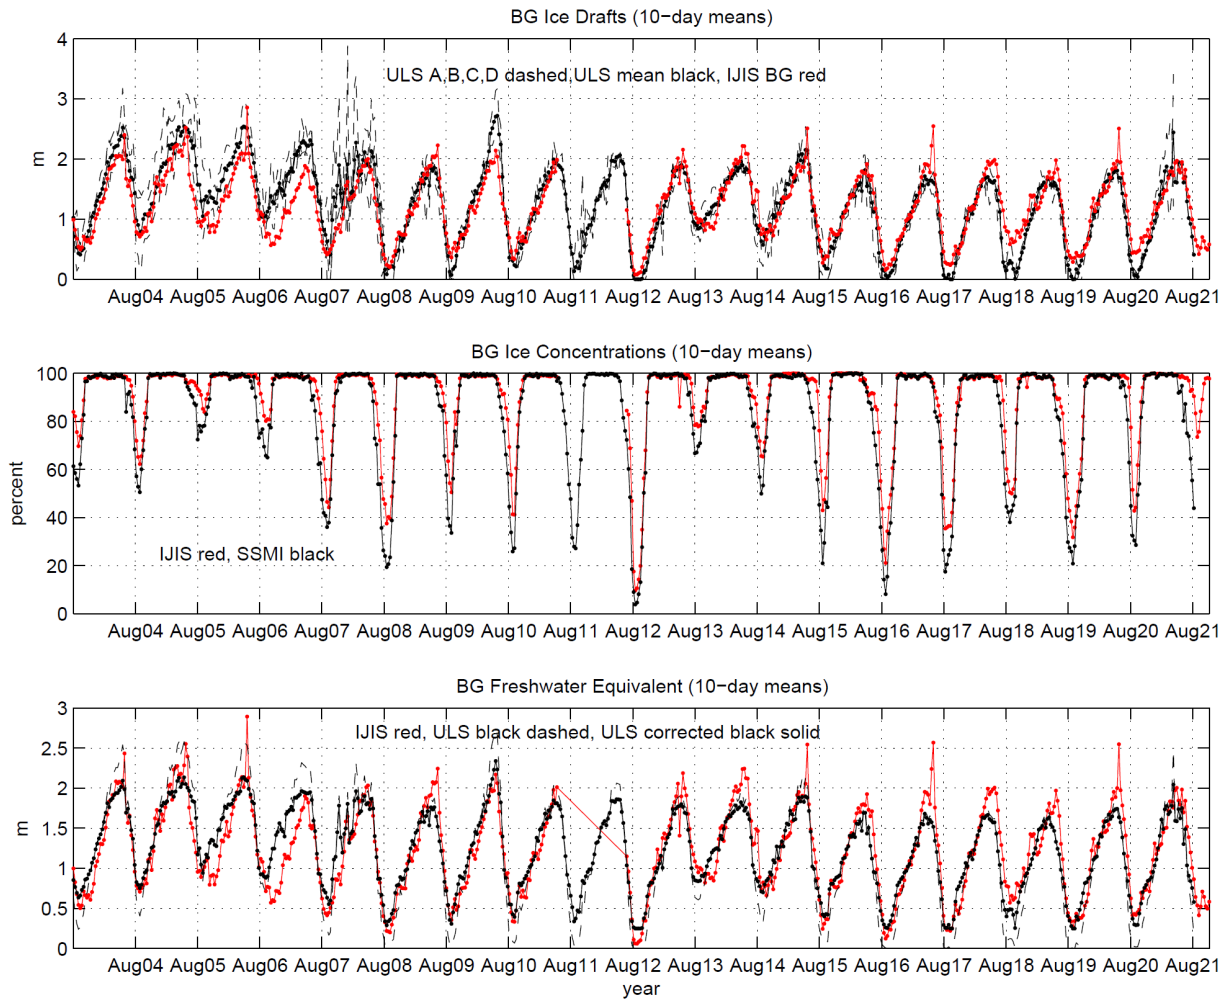 BG Ice Drafts (10−day means)
4
ULS A,B,C,D dashed,ULS mean black, IJIS BG red
3
m
2
1
0
Aug04 Aug05 Aug06 Aug07 Aug08 Aug09 Aug10 Aug11 Aug12 Aug13 Aug14 Aug15 Aug16 Aug17 Aug18 Aug19 Aug20 Aug21
BG Ice Concentrations (10−day means)
100
80
60
percent
40
IJIS red, SSMI black
20
0
Aug04 Aug05 Aug06 Aug07 Aug08 Aug09 Aug10 Aug11 Aug12 Aug13 Aug14 Aug15 Aug16 Aug17 Aug18 Aug19 Aug20 Aug21
BG Freshwater Equivalent (10−day means)
3
IJIS red, ULS black dashed, ULS corrected black solid
2.5
2
m
1.5
1
0.5
0
Aug04 Aug05 Aug06 Aug07 Aug08 Aug09 Aug10 Aug11 Aug12 Aug13 Aug14 Aug15 Aug16 Aug17 Aug18 Aug19 Aug20 Aug21
year